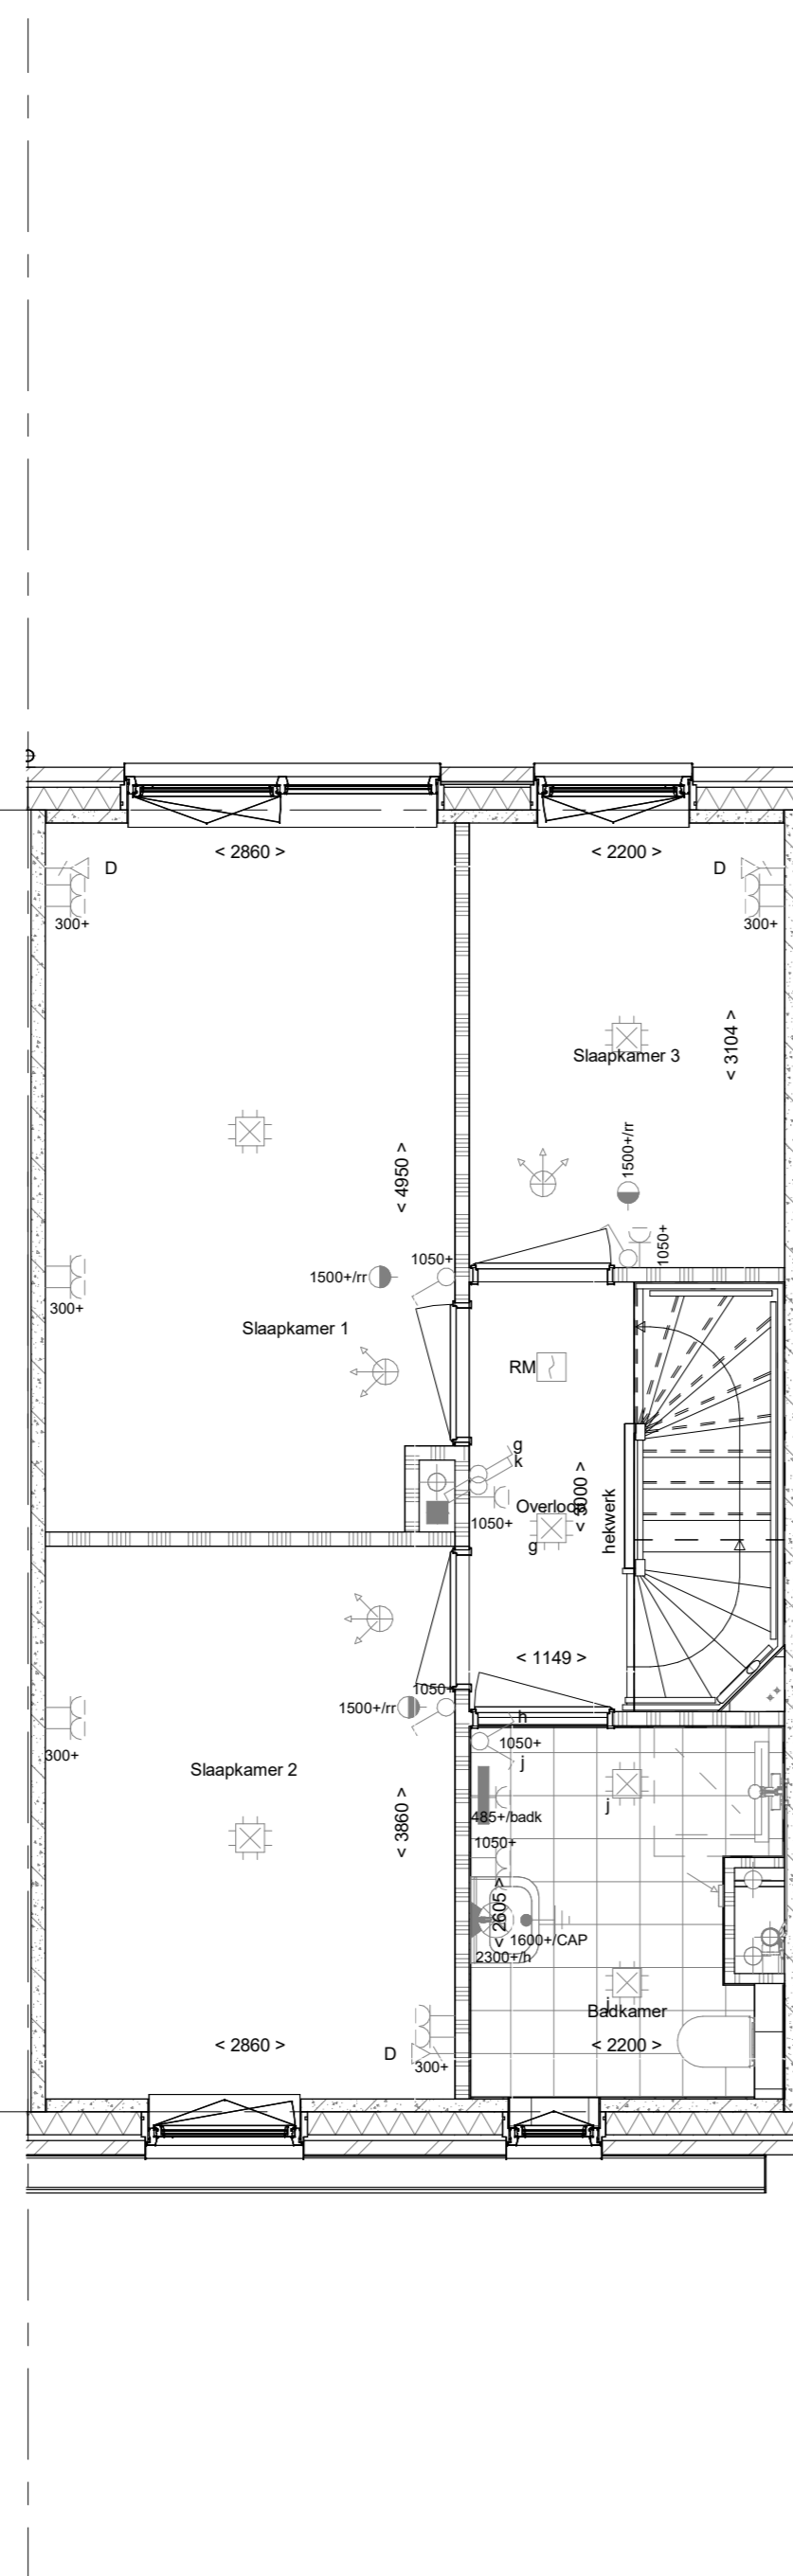 < 2860 >
< 2200 >
D
D
300+
300+
< 3104 >
Slaapkamer 3
1500+/rr
< 4950 >
1050+
1050+
1500+/rr
300+
Slaapkamer 1
RM
g
k
< 3000 >
Overloop
1050+
hekwerk
g
< 1149 >
1050+
1500+/rr
h
1050+
300+
j
Slaapkamer 2
j
485+/badk
< 3860 >
1050+
< 2605 >
1600+/CAP
2300+/h
j
Badkamer
< 2860 >
D
< 2200 >
300+